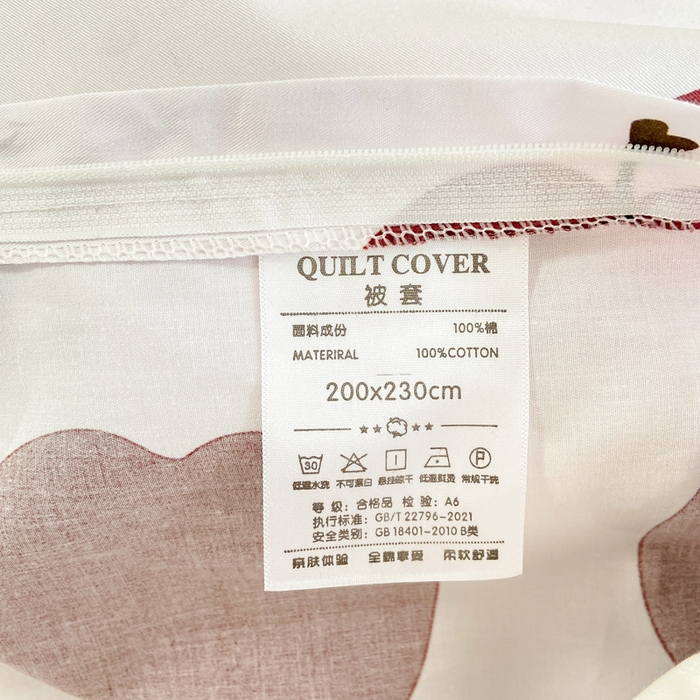 QUILT COVER
被套
面料成份 100%棉
MATERIRAL 100%COTTON
200x230cm
30 P
低温水洗 不可漂白 悬挂晾干 低温熨烫 常规干洗
等 级：合格品 检 验：A6
执行标准：GB/T 22796-2021
安全类别：GB 18401-2010 B类
亲肤体验 全棉享受 柔软舒适